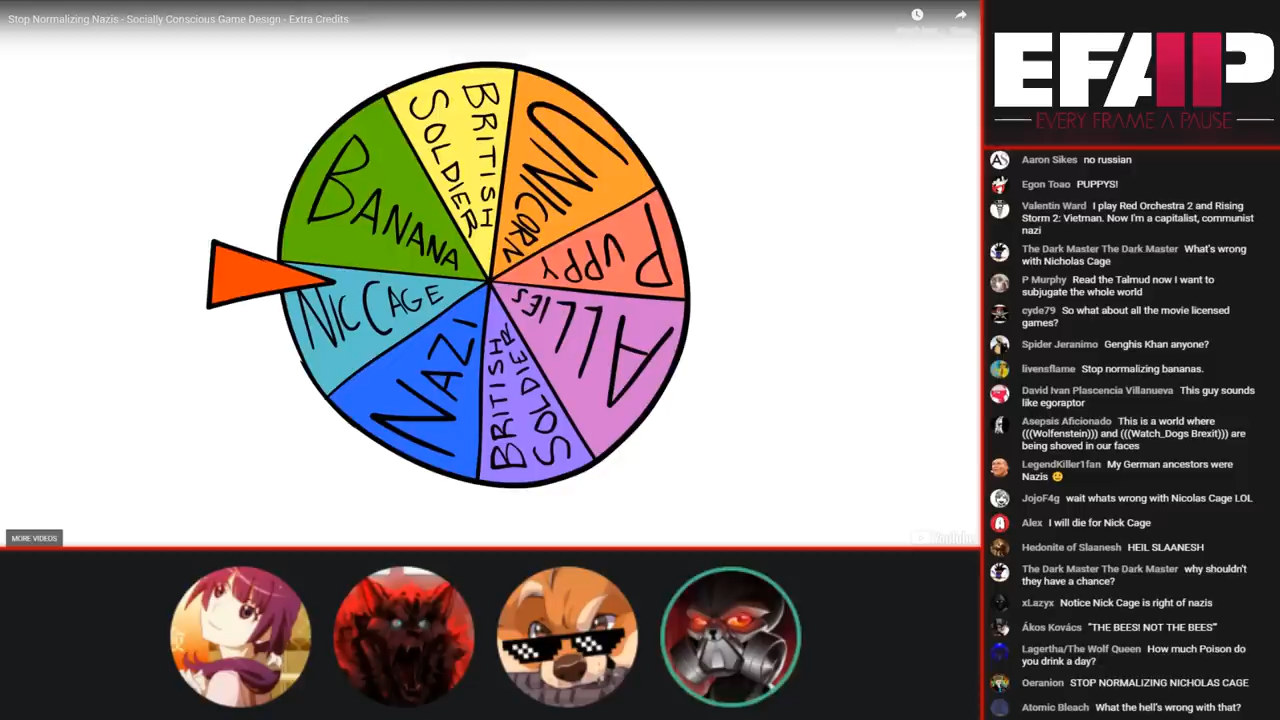 Stop Normalizing Nazis - Socially Conscious Game Design - Extra Credits
BRITISH
SOLDIER
UNICORN
BANANA
PUPPY
NIC CAGE
ALLIES
NAZI
BRITISH
SOLDIER
MORE VIDEOS
YouTube
EFAP
EVERY FRAME A PAUSE
Aaron Sikes no russian
Egon Toao PUPPYS!
Valentin Ward I play Red Orchestra 2 and Rising
Storm 2: Vietman. Now I'm a capitalist, communist
nazi
The Dark Master The Dark Master What's wrong
with Nicholas Cage
P Murphy Read the Talmud now I want to
subjugate the whole world
cyde79 So what about all the movie licensed
games?
Spider Jeranimo Genghis Khan anyone?
livensflame Stop normalizing bananas.
David Ivan Plascencia Villanueva This guy sounds
like egoraptor
Asepsis Aficionado This is a world where
(((Wolfenstein))) and (((Watch_Dogs Brexit))) are
being shoved in our faces
LegendKiller1fan My German ancestors were
Nazis 🙂
JojoF4g wait whats wrong with Nicolas Cage LOL
Alex I will die for Nick Cage
Hedonite of Slaanesh HEIL SLAANESH
The Dark Master The Dark Master why shouldn't
they have a chance?
xLazyx Notice Nick Cage is right of nazis
Ákos Kovács "THE BEES! NOT THE BEES"
Lagertha/The Wolf Queen How much Poison do
you drink a day?
Oeranion STOP NORMALIZING NICHOLAS CAGE
Atomic Bleach What the hell's wrong with that?